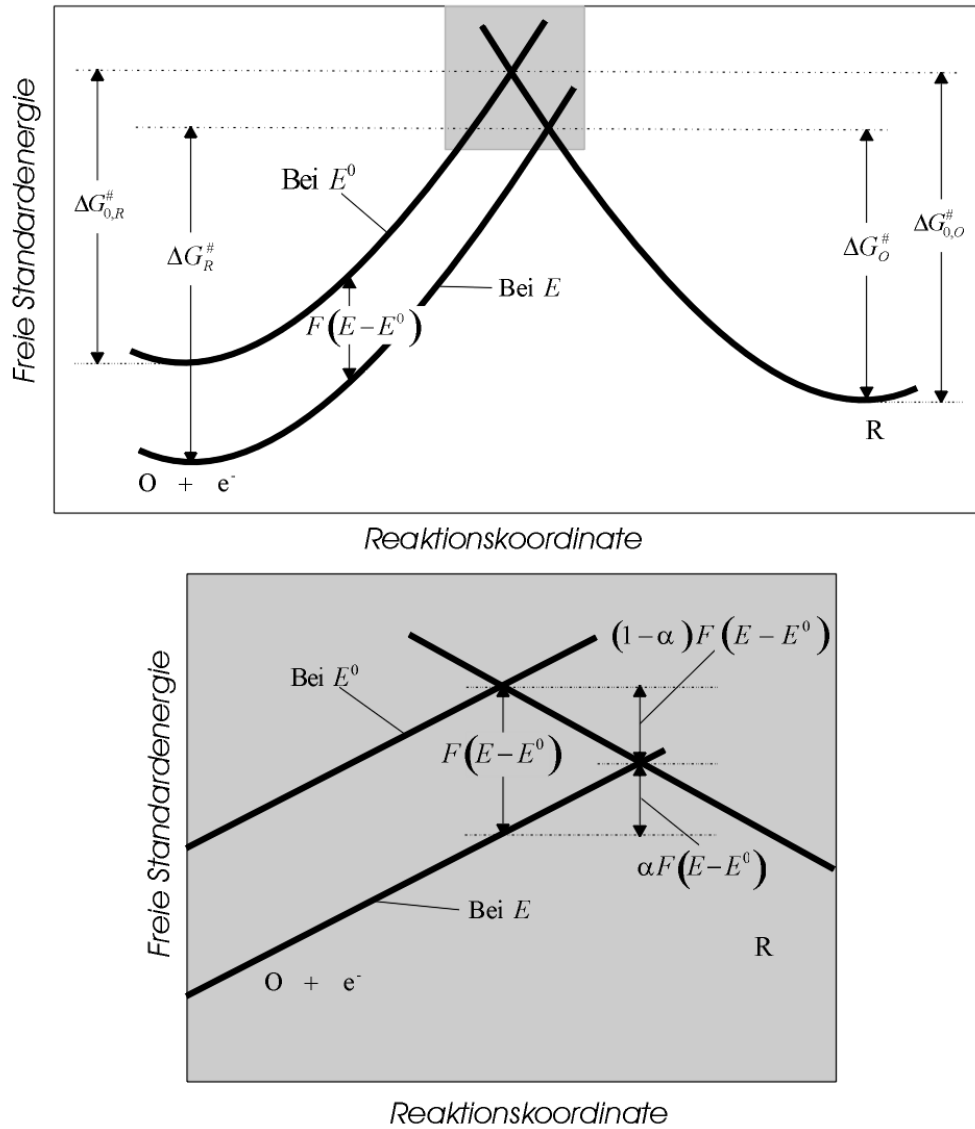 Freie Standardenergie
Bei E⁰
ΔG#0,R
ΔG#R
F(E−E⁰)
Bei E
ΔG#O
ΔG#0,O
R
O + e⁻
Reaktionskoordinate
Freie Standardenergie
(1−α)F(E−E⁰)
Bei E⁰
F(E−E⁰)
αF(E−E⁰)
Bei E
R
O + e⁻
Reaktionskoordinate